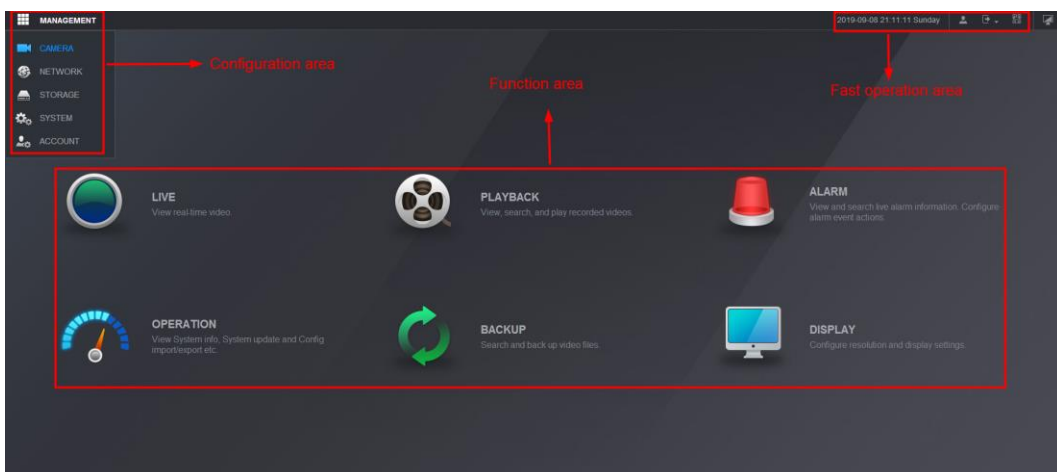 MANAGEMENT
2019-09-08 21:11:11 Sunday
CAMERA
NETWORK
STORAGE
SYSTEM
ACCOUNT
Configuration area
Function area
Fast operation area
LIVE
View real-time video.
PLAYBACK
View, search, and play recorded videos.
ALARM
View and search live alarm information. Configure
alarm event actions.
OPERATION
View System info, System update and Config
import/export etc.
BACKUP
Search and back up video files.
DISPLAY
Configure resolution and display settings.